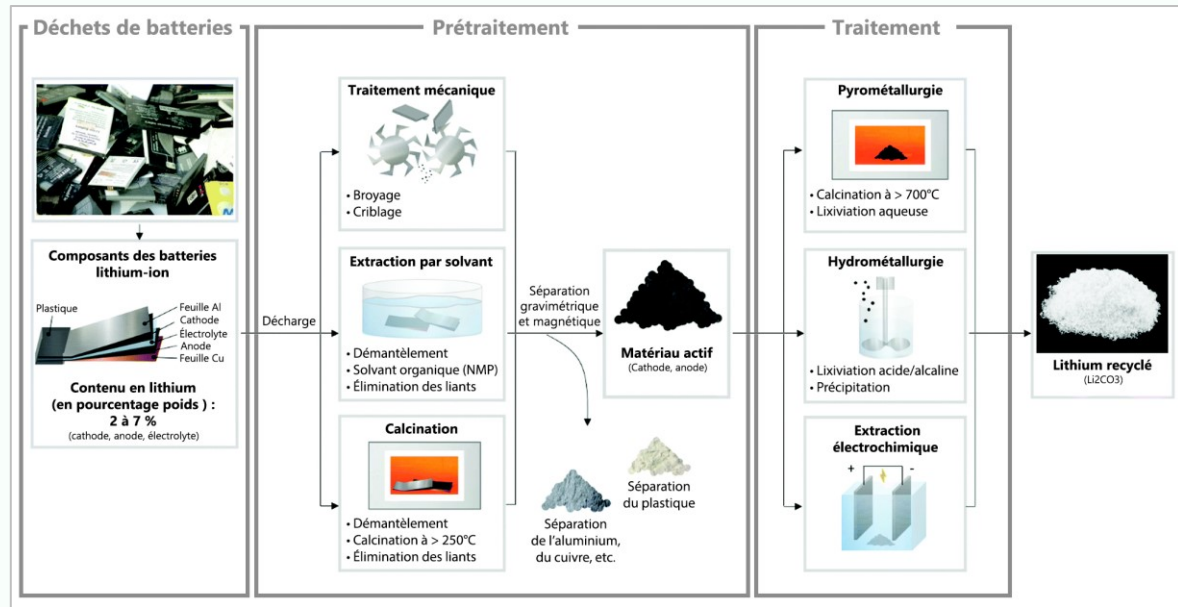 Déchets de batteries
Composants des batteries
lithium-ion
Plastique
Feuille Al
Cathode
Électrolyte
Anode
Feuille Cu
Contenu en lithium
(en pourcentage poids ) :
2 à 7 %
(cathode, anode, électrolyte)
Décharge
Prétraitement
Traitement mécanique
• Broyage
• Criblage
Extraction par solvant
• Démantèlement
• Solvant organique (NMP)
• Élimination des liants
Calcination
• Démantèlement
• Calcination à > 250°C
• Élimination des liants
Séparation
gravimétrique
et magnétique
Matériau actif
(Cathode, anode)
Séparation
du plastique
Séparation
de l'aluminium,
du cuivre, etc.
Traitement
Pyrométallurgie
• Calcination à > 700°C
• Lixiviation aqueuse
Hydrométallurgie
• Lixiviation acide/alcaline
• Précipitation
Extraction
électrochimique
+ -
Lithium recyclé
(Li2CO3)